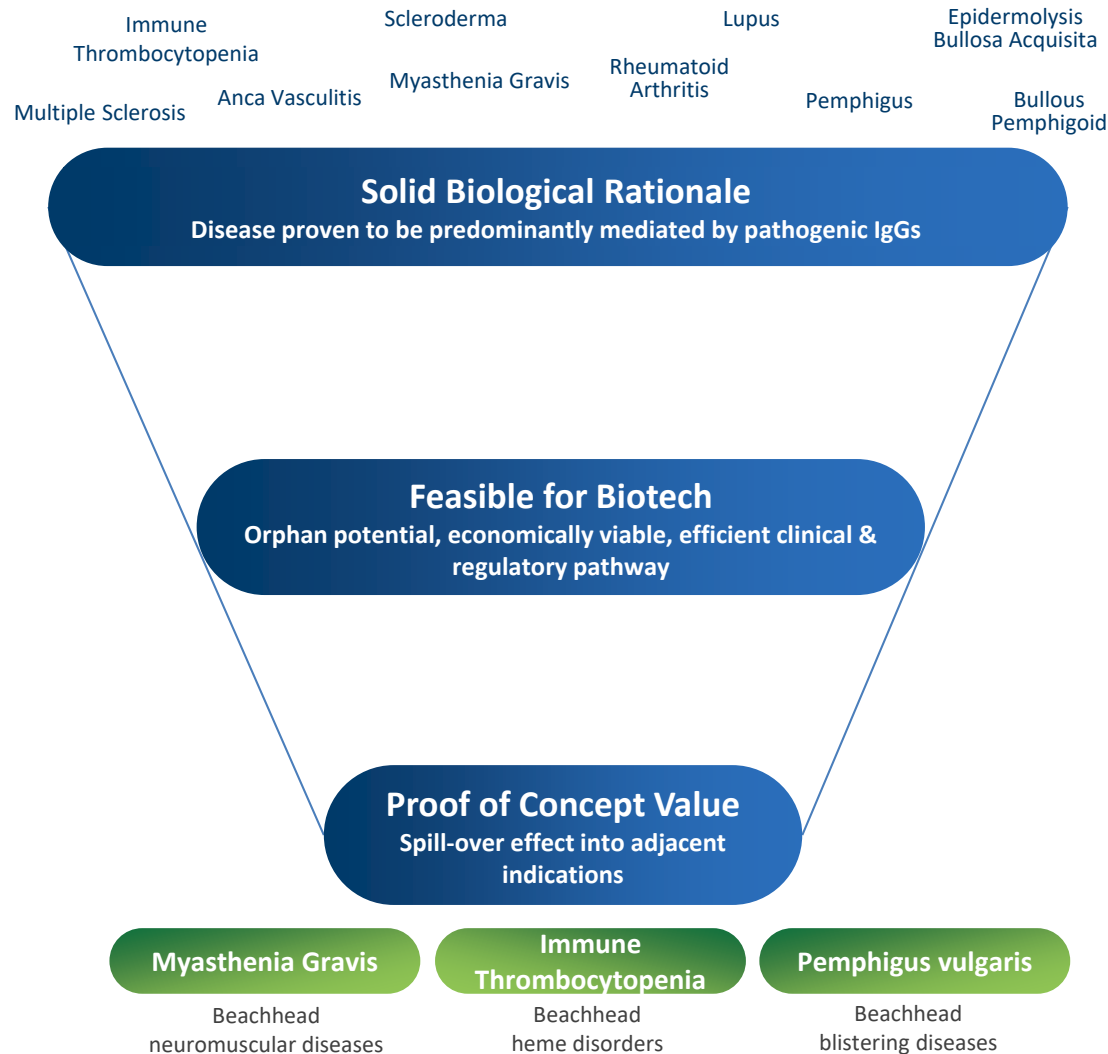 Immune
Thrombocytopenia
Scleroderma
Lupus
Epidermolysis
Bullosa Acquisita
Multiple Sclerosis
Anca Vasculitis
Myasthenia Gravis
Rheumatoid
Arthritis
Pemphigus
Bullous
Pemphigoid
Solid Biological Rationale
Disease proven to be predominantly mediated by pathogenic IgGs
Feasible for Biotech
Orphan potential, economically viable, efficient clinical &
regulatory pathway
Proof of Concept Value
Spill-over effect into adjacent
indications
Myasthenia Gravis
Immune
Thrombocytopenia
Pemphigus vulgaris
Beachhead
neuromuscular diseases
Beachhead
heme disorders
Beachhead
blistering diseases